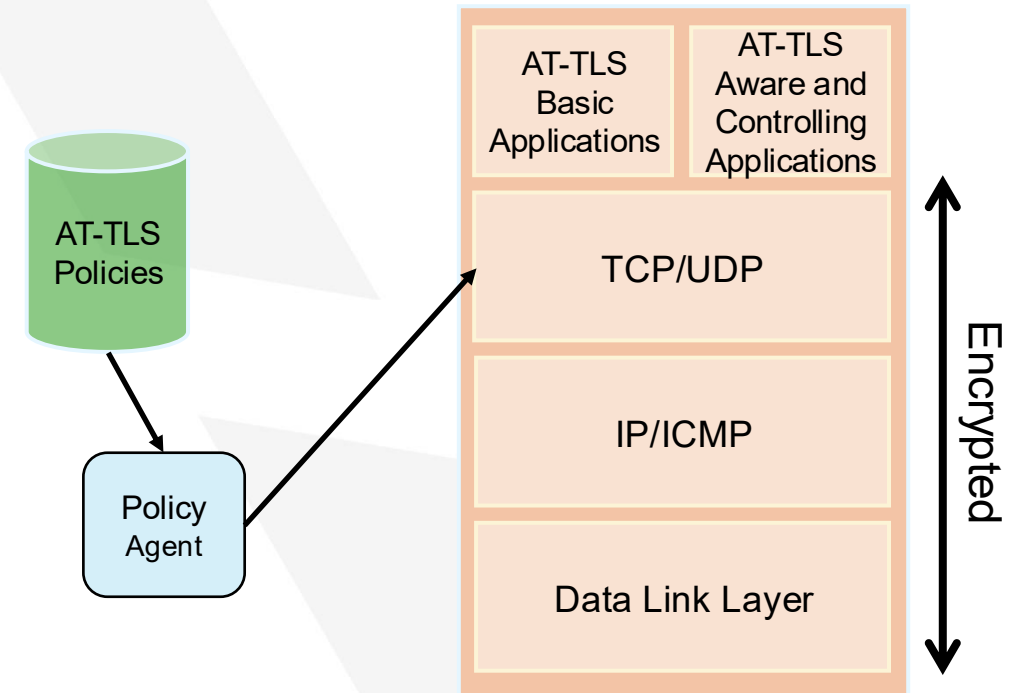 AT-TLS
Basic
Applications
AT-TLS
Aware and
Controlling
Applications
AT-TLS
Policies
TCP/UDP
Encrypted
IP/ICMP
Policy
Agent
Data Link Layer